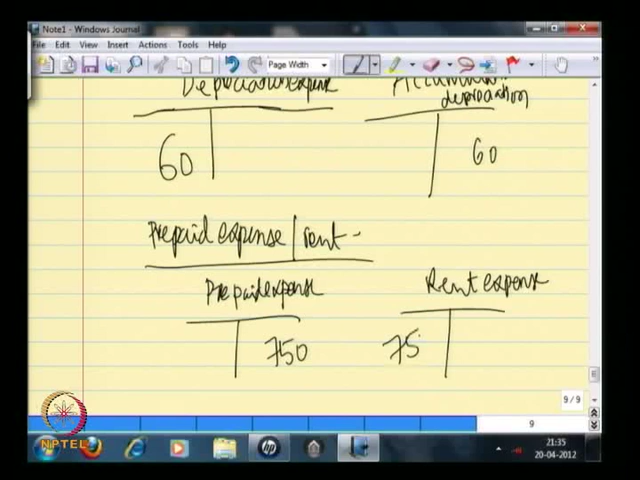 Note1 - Windows Journal
File Edit View Insert Actions Tools Help
Page Width
Depreciation expense
depreciation
60 60
Prepaid expense | rent -
Prepaid expense Rent expense
750 75
9 / 9
9
NPTEL
hp
21:35
20-04-2012